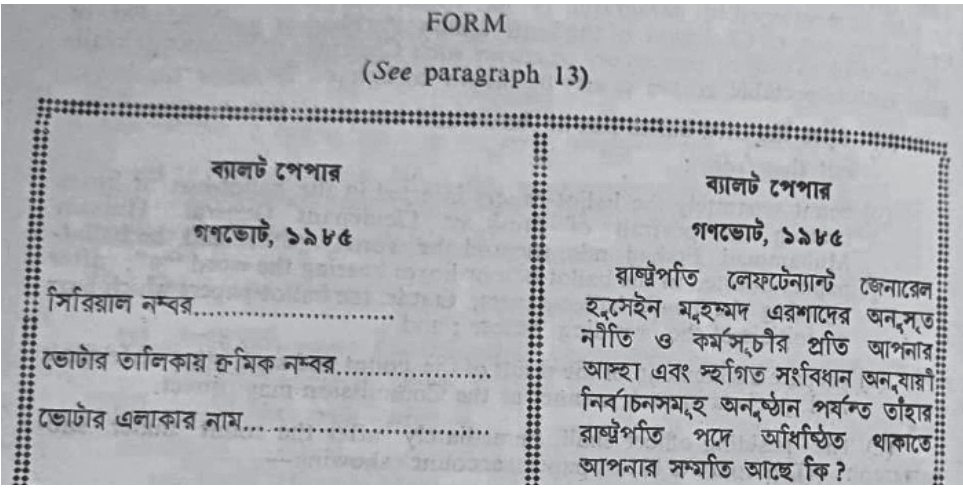 FORM
(See paragraph 13)
ব্যালট পেপার
গণভোট, ১৯৮৫
সিরিয়াল নম্বর..............................
ভোটার তালিকায় ক্রমিক নম্বর........................
ভোটার এলাকার নাম....................................
ব্যালট পেপার
গণভোট, ১৯৮৫
রাষ্ট্রপতি লেফটেন্যান্ট জেনারেল
হুসেইন মুহম্মদ এরশাদের অনুসৃত
নীতি ও কর্মসূচীর প্রতি আপনার
আস্হা এবং স্হগিত সংবিধান অনুযায়ী
নির্বাচনসমূহ অনুষ্ঠান পর্যন্ত তাঁহার
রাষ্ট্রপতি পদে অধিষ্ঠিত থাকাতে
আপনার সম্মতি আছে কি?